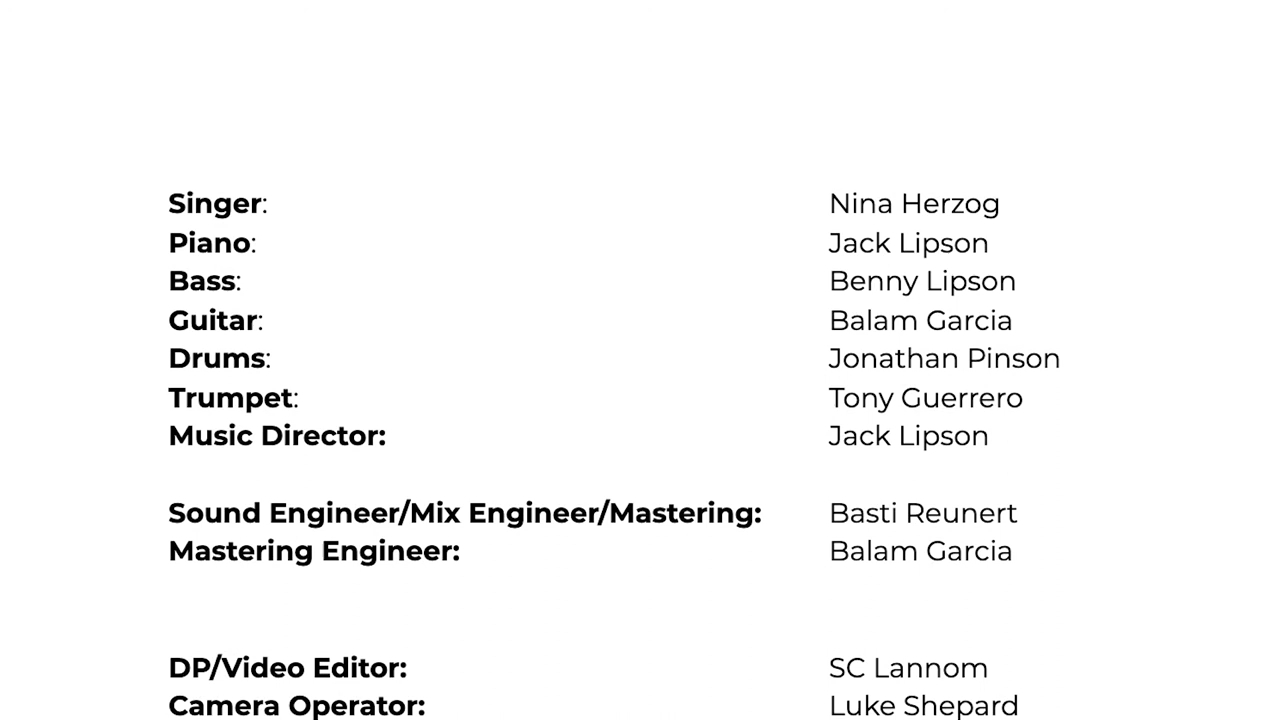 Singer: Nina Herzog
Piano: Jack Lipson
Bass: Benny Lipson
Guitar: Balam Garcia
Drums: Jonathan Pinson
Trumpet: Tony Guerrero
Music Director: Jack Lipson
Sound Engineer/Mix Engineer/Mastering: Basti Reunert
Mastering Engineer: Balam Garcia
DP/Video Editor: SC Lannom
Camera Operator: Luke Shepard